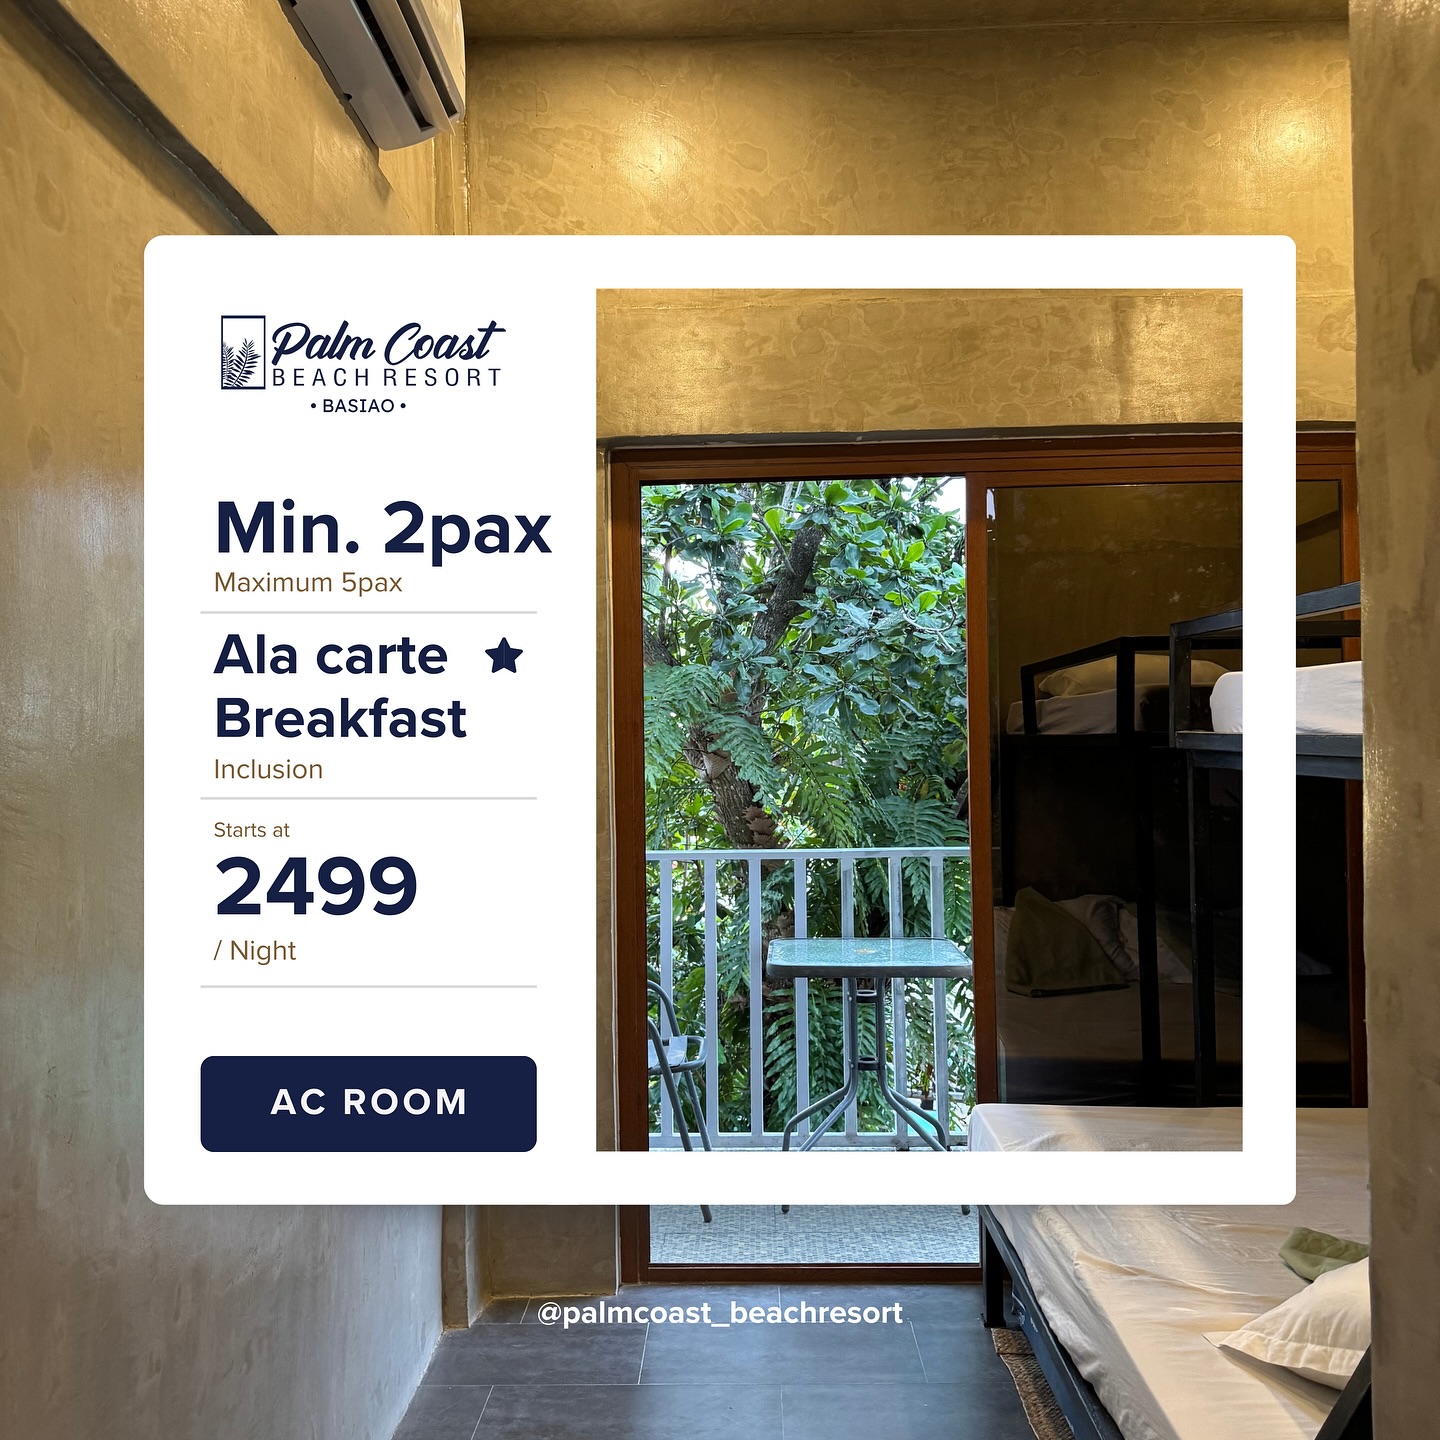 Palm Coast
BEACH RESORT
• BASIAO •
Min. 2pax
Maximum 5pax
Ala carte
Breakfast
Inclusion
Starts at
2499
/ Night
AC ROOM
@palmcoast_beachresort